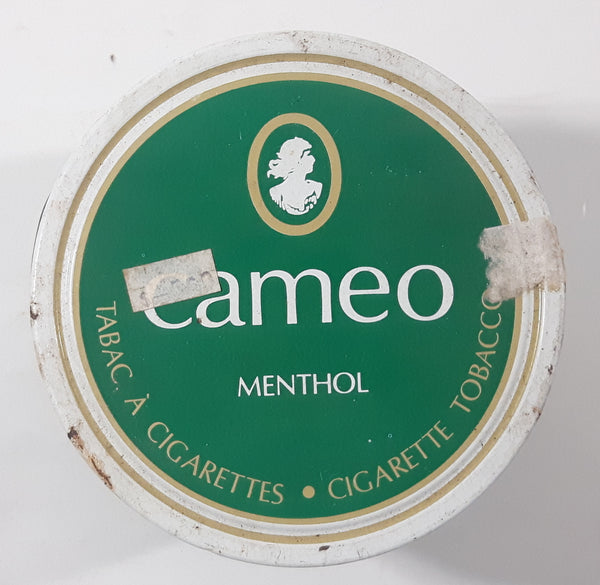 Cameo
MENTHOL
TABAC À CIGARETTES • CIGARETTE TOBACCO